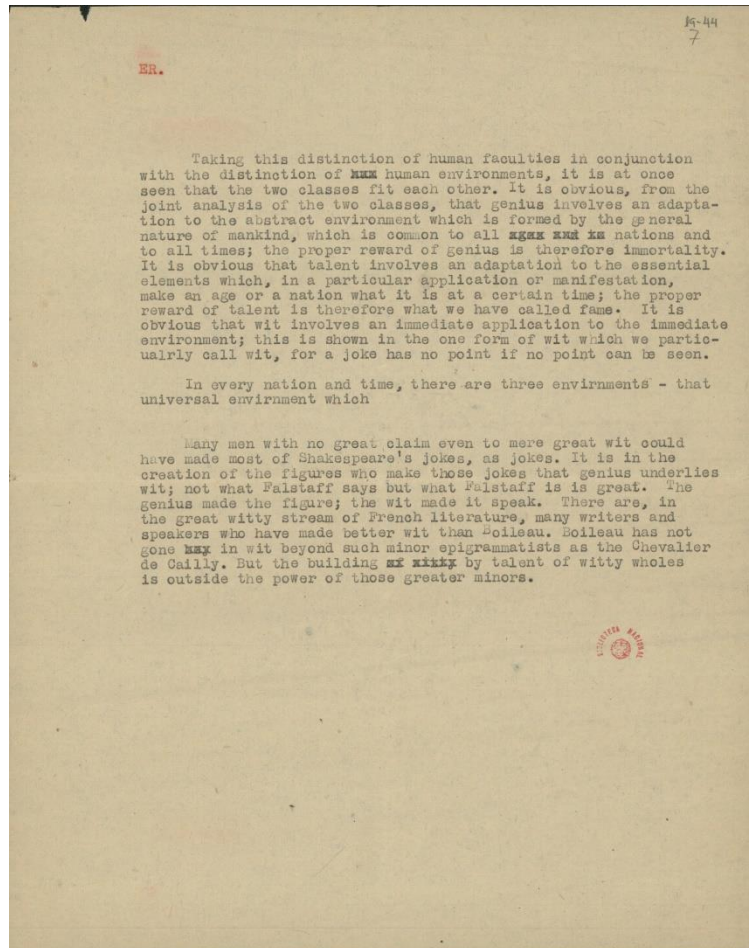 19-44
7
ER.
Taking this distinction of human faculties in conjunction
with the distinction of human environments, it is at once
seen that the two classes fit each other. It is obvious, from the
joint analysis of the two classes, that genius involves an adapta-
tion to the abstract environment which is formed by the general
nature of mankind, which is common to all nations and
to all times; the proper reward of genius is therefore immortality.
It is obvious that talent involves an adaptation to the essential
elements which, in a particular application or manifestation,
make an age or a nation what it is at a certain time; the proper
reward of talent is therefore what we have called fame. It is
obvious that wit involves an immediate application to the immediate
environment; this is shown in the one form of wit which we partic-
ualrly call wit, for a joke has no point if no point can be seen.
In every nation and time, there are three envirnments - that
universal envirnment which
Many men with no great claim even to mere great wit could
have made most of Shakespeare's jokes, as jokes. It is in the
creation of the figures who make those jokes that genius underlies
wit; not what Falstaff says but what Falstaff is is great. The
genius made the figure; the wit made it speak. There are, in
the great witty stream of French literature, many writers and
speakers who have made better wit than Boileau. Boileau has not
gone in wit beyond such minor epigrammatists as the Chevalier
de Cailly. But the building by talent of witty wholes
is outside the power of those greater minors.
BIBLIOTECA NACIONAL